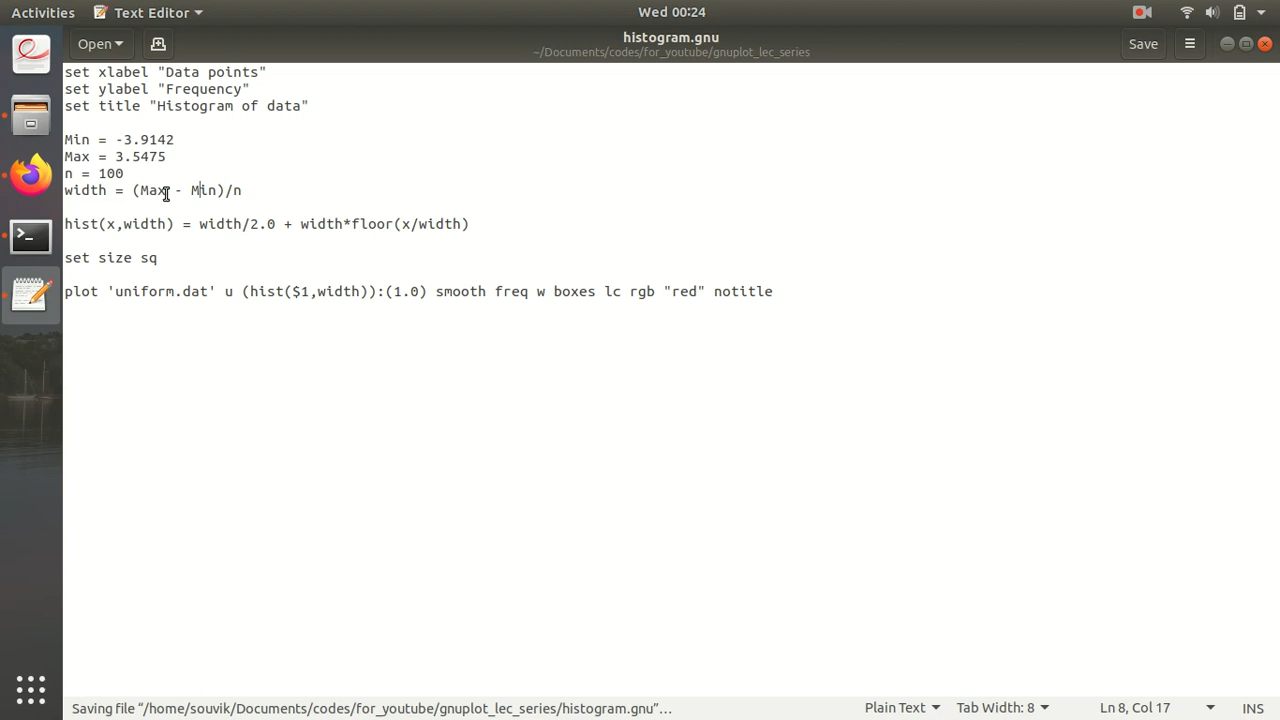 Activities Text Editor Wed 00:24
Open histogram.gnu Save
~/Documents/codes/for_youtube/gnuplot_lec_series
set xlabel "Data points"
set ylabel "Frequency"
set title "Histogram of data"
Min = -3.9142
Max = 3.5475
n = 100
width = (Max - Min)/n
hist(x,width) = width/2.0 + width*floor(x/width)
set size sq
plot 'uniform.dat' u (hist($1,width)):(1.0) smooth freq w boxes lc rgb "red" notitle
Saving file “/home/souvik/Documents/codes/for_youtube/gnuplot_lec_series/histogram.gnu”… Plain Text Tab Width: 8 Ln 8, Col 17 INS